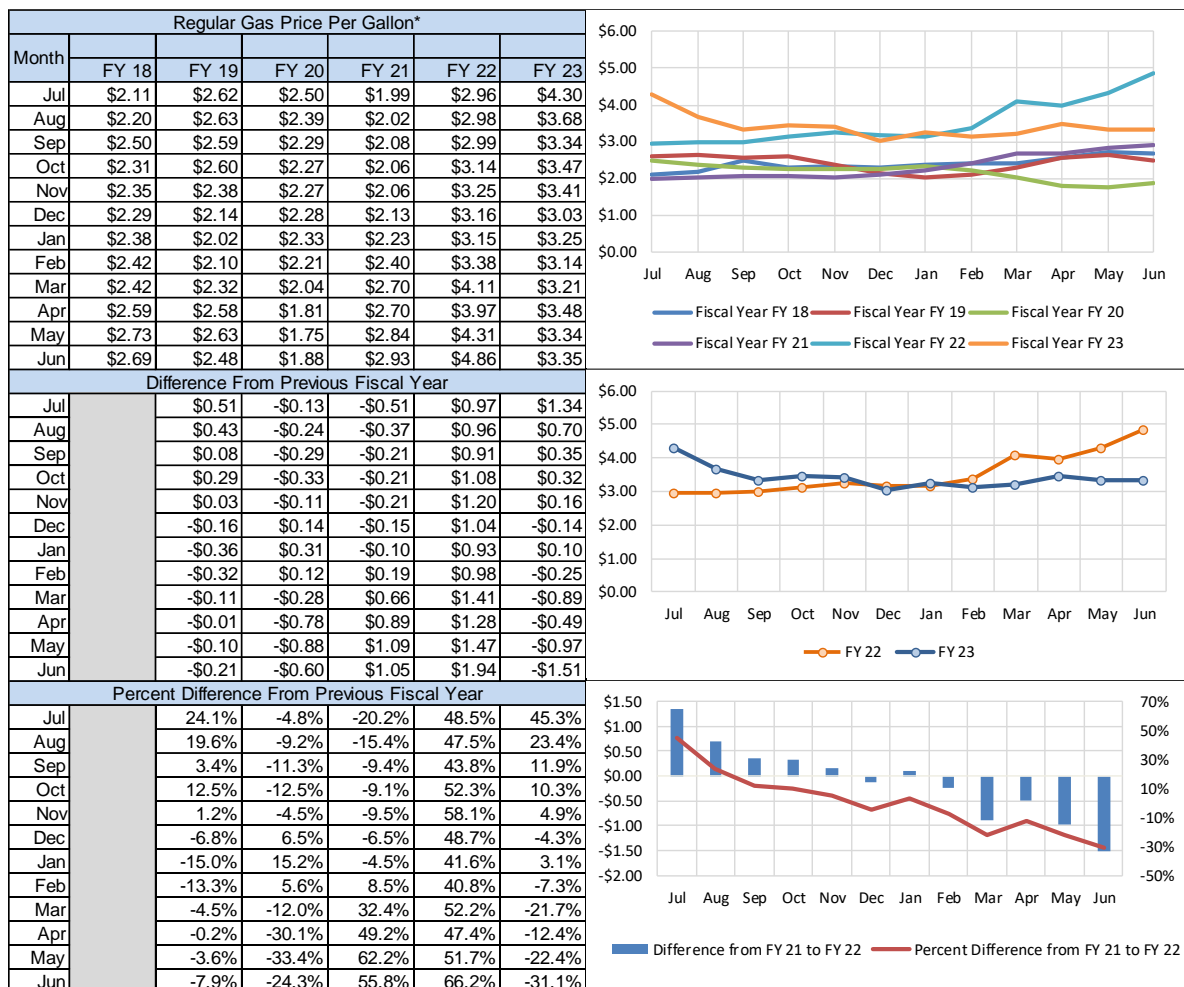 Regular Gas Price Per Gallon*
Month FY 18 FY 19 FY 20 FY 21 FY 22 FY 23
Jul $2.11 $2.62 $2.50 $1.99 $2.96 $4.30
Aug $2.20 $2.63 $2.39 $2.02 $2.98 $3.68
Sep $2.50 $2.59 $2.29 $2.08 $2.99 $3.34
Oct $2.31 $2.60 $2.27 $2.06 $3.14 $3.47
Nov $2.35 $2.38 $2.27 $2.06 $3.25 $3.41
Dec $2.29 $2.14 $2.28 $2.13 $3.16 $3.03
Jan $2.38 $2.02 $2.33 $2.23 $3.15 $3.25
Feb $2.42 $2.10 $2.21 $2.40 $3.38 $3.14
Mar $2.42 $2.32 $2.04 $2.70 $4.11 $3.21
Apr $2.59 $2.58 $1.81 $2.70 $3.97 $3.48
May $2.73 $2.63 $1.75 $2.84 $4.31 $3.34
Jun $2.69 $2.48 $1.88 $2.93 $4.86 $3.35
Difference From Previous Fiscal Year
Jul $0.51 -$0.13 -$0.51 $0.97 $1.34
Aug $0.43 -$0.24 -$0.37 $0.96 $0.70
Sep $0.08 -$0.29 -$0.21 $0.91 $0.35
Oct $0.29 -$0.33 -$0.21 $1.08 $0.32
Nov $0.03 -$0.11 -$0.21 $1.20 $0.16
Dec -$0.16 $0.14 -$0.15 $1.04 -$0.14
Jan -$0.36 $0.31 -$0.10 $0.93 $0.10
Feb -$0.32 $0.12 $0.19 $0.98 -$0.25
Mar -$0.11 -$0.28 $0.66 $1.41 -$0.89
Apr -$0.01 -$0.78 $0.89 $1.28 -$0.49
May -$0.10 -$0.88 $1.09 $1.47 -$0.97
Jun -$0.21 -$0.60 $1.05 $1.94 -$1.51
Percent Difference From Previous Fiscal Year
Jul 24.1% -4.8% -20.2% 48.5% 45.3%
Aug 19.6% -9.2% -15.4% 47.5% 23.4%
Sep 3.4% -11.3% -9.4% 43.8% 11.9%
Oct 12.5% -12.5% -9.1% 52.3% 10.3%
Nov 1.2% -4.5% -9.5% 58.1% 4.9%
Dec -6.8% 6.5% -6.5% 48.7% -4.3%
Jan -15.0% 15.2% -4.5% 41.6% 3.1%
Feb -13.3% 5.6% 8.5% 40.8% -7.3%
Mar -4.5% -12.0% 32.4% 52.2% -21.7%
Apr -0.2% -30.1% 49.2% 47.4% -12.4%
May -3.6% -33.4% 62.2% 51.7% -22.4%
Jun -7.9% -24.3% 55.8% 66.2% -31.1%
$6.00
$5.00
$4.00
$3.00
$2.00
$1.00
$0.00
Jul Aug Sep Oct Nov Dec Jan Feb Mar Apr May Jun
Fiscal Year FY 18 Fiscal Year FY 19 Fiscal Year FY 20
Fiscal Year FY 21 Fiscal Year FY 22 Fiscal Year FY 23
$6.00
$5.00
$4.00
$3.00
$2.00
$1.00
$0.00
Jul Aug Sep Oct Nov Dec Jan Feb Mar Apr May Jun
FY 22 FY 23
$1.50 70%
$1.00 50%
$0.50 30%
$0.00 10%
-$0.50 -10%
-$1.00 -30%
-$1.50 -50%
-$2.00
Jul Aug Sep Oct Nov Dec Jan Feb Mar Apr May Jun
Difference from FY 21 to FY 22 Percent Difference from FY 21 to FY 22